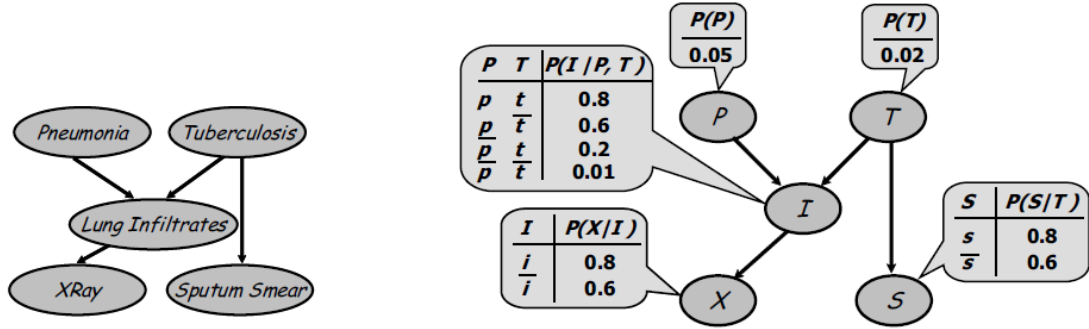 Pneumonia Tuberculosis
Lung Infiltrates
XRay Sputum Smear
P(P)
0.05
P(T)
0.02
P T P(I | P, T )
p t 0.8
p t̅ 0.6
p̅ t 0.2
p̅ t̅ 0.01
P T
I
I P(X|I )
i 0.8
i̅ 0.6
S P(S|T )
s 0.8
s̅ 0.6
X S